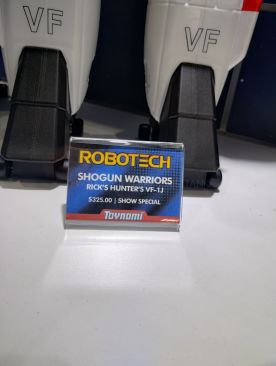 VF VF
ROBOTECH
SHOGUN WARRIORS
RICK'S HUNTER'S VF-1J
$325.00 | SHOW SPECIAL
Toynami